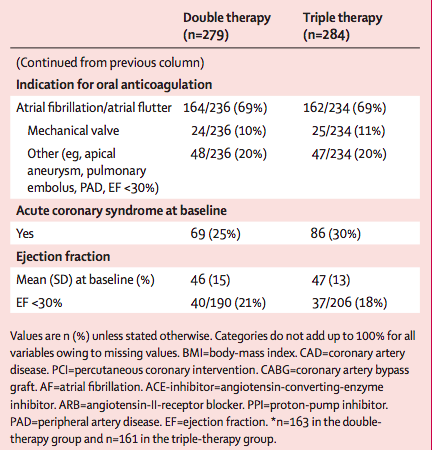 Double therapy Triple therapy
(n=279) (n=284)
(Continued from previous column)
Indication for oral anticoagulation
Atrial fibrillation/atrial flutter 164/236 (69%) 162/234 (69%)
Mechanical valve 24/236 (10%) 25/234 (11%)
Other (eg, apical 48/236 (20%) 47/234 (20%)
aneurysm, pulmonary
embolus, PAD, EF <30%)
Acute coronary syndrome at baseline
Yes 69 (25%) 86 (30%)
Ejection fraction
Mean (SD) at baseline (%) 46 (15) 47 (13)
EF <30% 40/190 (21%) 37/206 (18%)
Values are n (%) unless stated otherwise. Categories do not add up to 100% for all
variables owing to missing values. BMI=body-mass index. CAD=coronary artery
disease. PCI=percutaneous coronary intervention. CABG=coronary artery bypass
graft. AF=atrial fibrillation. ACE-inhibitor=angiotensin-converting-enzyme
inhibitor. ARB=angiotensin-II-receptor blocker. PPI=proton-pump inhibitor.
PAD=peripheral artery disease. EF=ejection fraction. *n=163 in the double-
therapy group and n=161 in the triple-therapy group.